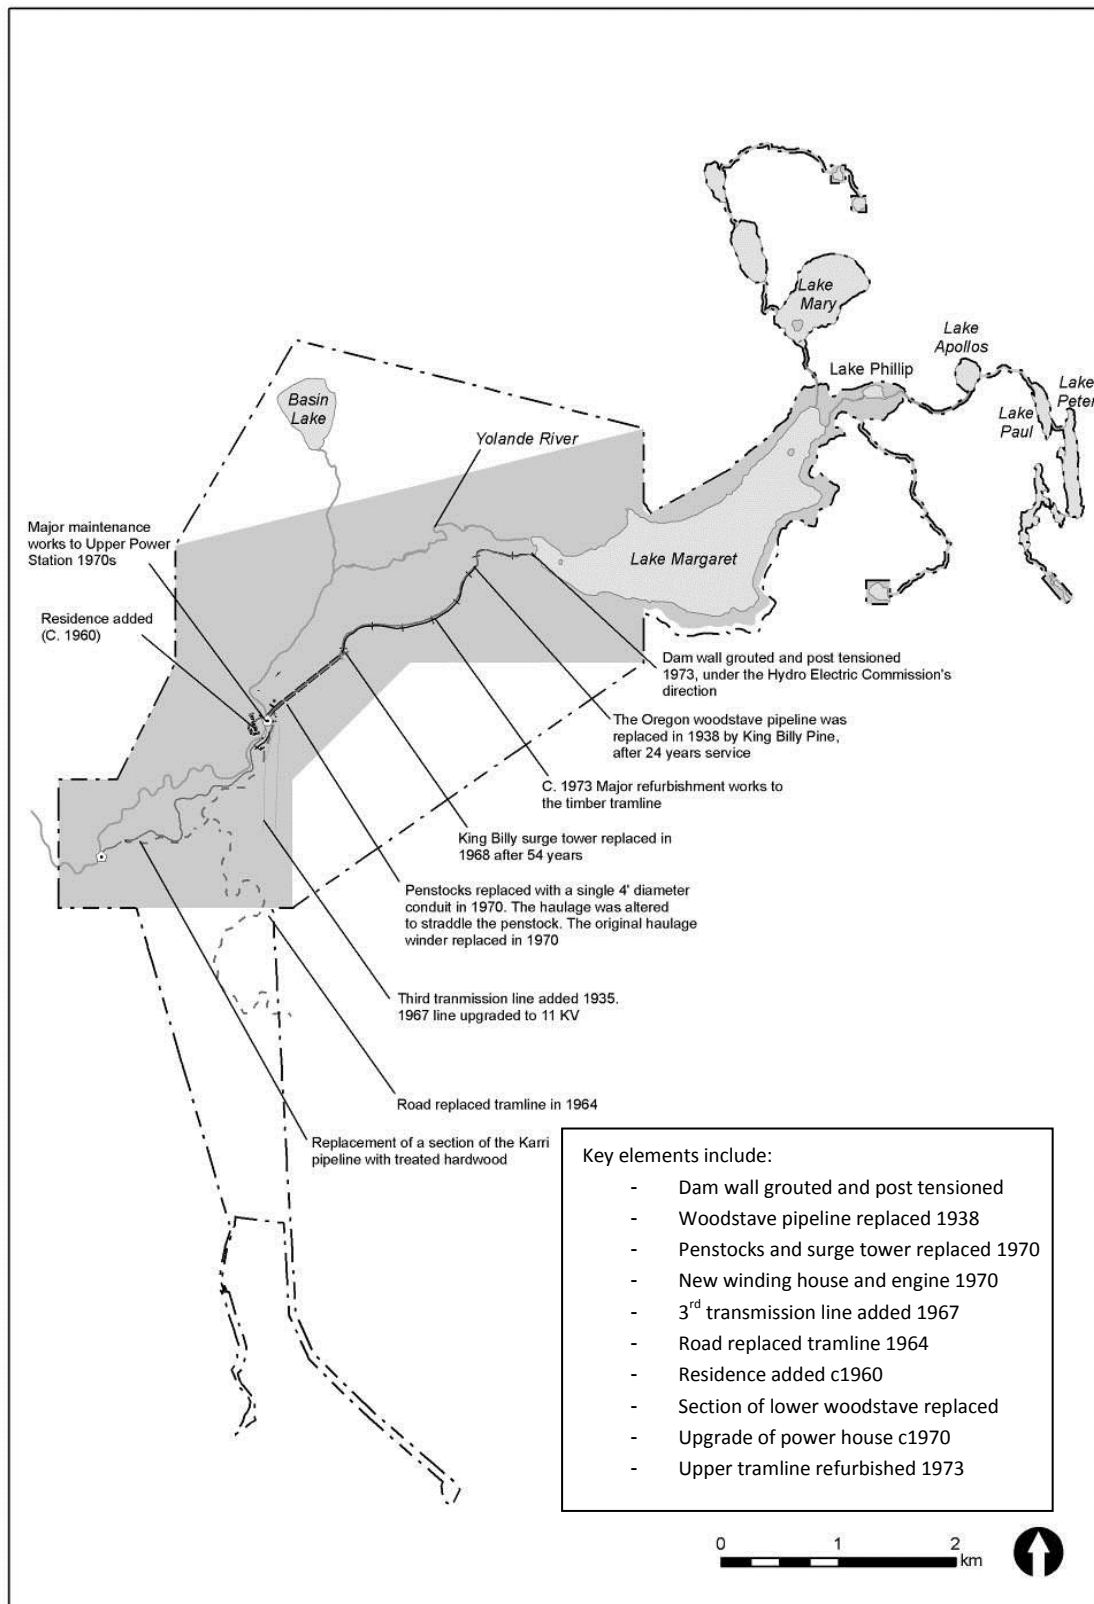 Lake
Mary
Lake
Apollos
Lake Phillip
Lake
Peter
Lake
Paul
Basin
Lake
Yolande River
Lake Margaret
Major maintenance
works to Upper Power
Station 1970s
Residence added
(C. 1960)
Dam wall grouted and post tensioned
1973, under the Hydro Electric Commission's
direction
The Oregon woodstave pipeline was
replaced in 1938 by King Billy Pine,
after 24 years service
C. 1973 Major refurbishment works to
the timber tramline
King Billy surge tower replaced in
1968 after 54 years
Penstocks replaced with a single 4' diameter
conduit in 1970. The haulage was altered
to straddle the penstock. The original haulage
winder replaced in 1970
Third tranmission line added 1935.
1967 line upgraded to 11 KV
Road replaced tramline in 1964
Replacement of a section of the Karri
pipeline with treated hardwood
Key elements include:
- Dam wall grouted and post tensioned
- Woodstave pipeline replaced 1938
- Penstocks and surge tower replaced 1970
- New winding house and engine 1970
- 3rd transmission line added 1967
- Road replaced tramline 1964
- Residence added c1960
- Section of lower woodstave replaced
- Upgrade of power house c1970
- Upper tramline refurbished 1973
0 1 2
km